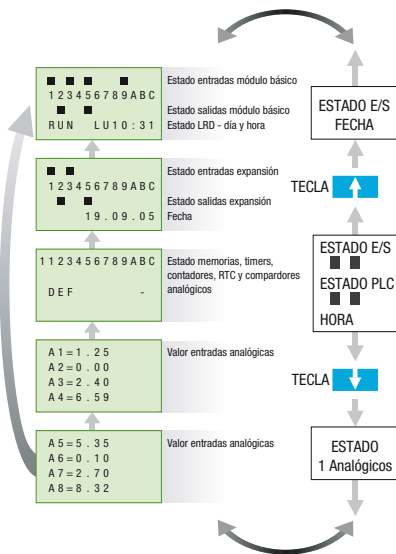 1 2 3 4 5 6 7 8 9 A B C
R U N L U 1 0 : 3 1
Estado entradas módulo básico
Estado salidas módulo básico
Estado LRD - día y hora
1 2 3 4 5 6 7 8 9 A B C
1 9 . 0 9 . 0 5
Estado entradas expansión
Estado salidas expansión
Fecha
1 1 2 3 4 5 6 7 8 9 A B C
D E F -
Estado memorias, timers,
contadores, RTC y compardores
analógicos
A 1 = 1 . 2 5
A 2 = 0 . 0 0
A 3 = 2 . 4 0
A 4 = 6 . 5 9
Valor entradas analógicas
A 5 = 5 . 3 5
A 6 = 0 . 1 0
A 7 = 2 . 7 0
A 8 = 8 . 3 2
Valor entradas analógicas
ESTADO E/S
FECHA
TECLA
ESTADO E/S
ESTADO PLC
HORA
TECLA
ESTADO
1 Analógicos